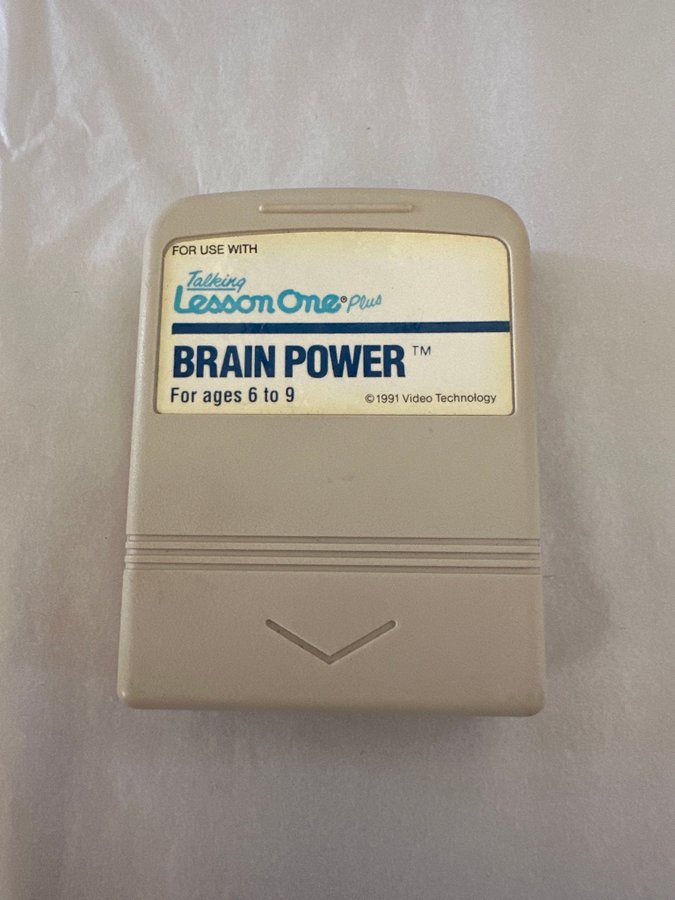 FOR USE WITH
Talking
Lesson One® Plus
BRAIN POWER™
For ages 6 to 9
©1991 Video Technology